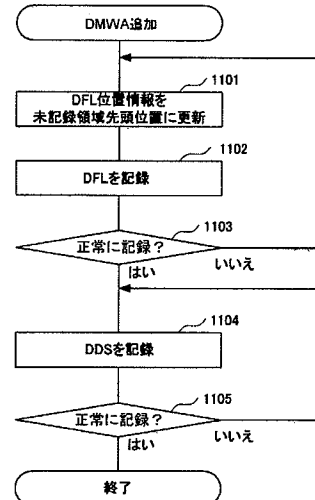 DMWA追加
1101
DFL位置情報を
未記録領域先頭位置に更新
1102
DFLを記録
1103
正常に記録？
はい
いいえ
1104
DDSを記録
1105
正常に記録？
はい
いいえ
終了